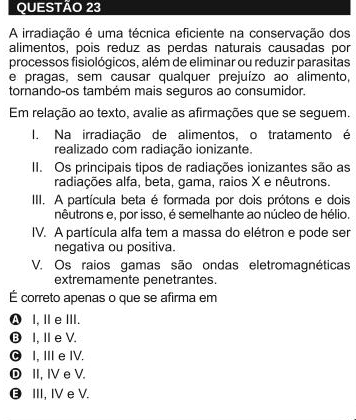 QUESTÃO 23
A irradiação é uma técnica eficiente na conservação dos
alimentos, pois reduz as perdas naturais causadas por
processos fisiológicos, além de eliminar ou reduzir parasitas
e pragas, sem causar qualquer prejuízo ao alimento,
tornando-os também mais seguros ao consumidor.
Em relação ao texto, avalie as afirmações que se seguem.
I. Na irradiação de alimentos, o tratamento é
realizado com radiação ionizante.
II. Os principais tipos de radiações ionizantes são as
radiações alfa, beta, gama, raios X e nêutrons.
III. A partícula beta é formada por dois prótons e dois
nêutrons e, por isso, é semelhante ao núcleo de hélio.
IV. A partícula alfa tem a massa do elétron e pode ser
negativa ou positiva.
V. Os raios gamas são ondas eletromagnéticas
extremamente penetrantes.
É correto apenas o que se afirma em
A I, II e III.
B I, II e V.
C I, III e IV.
D II, IV e V.
E III, IV e V.